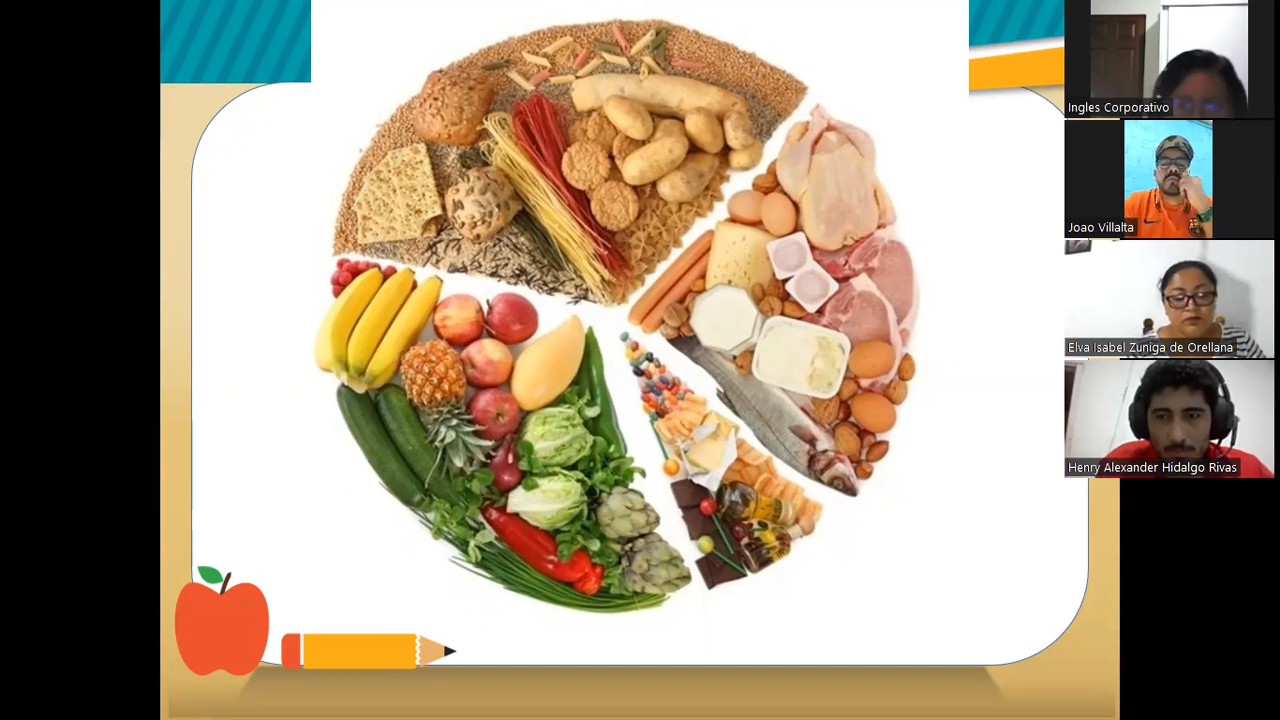 Ingles Corporativo
Joao Villalta
Elva Isabel Zuniga de Orellana
Henry Alexander Hidalgo Rivas